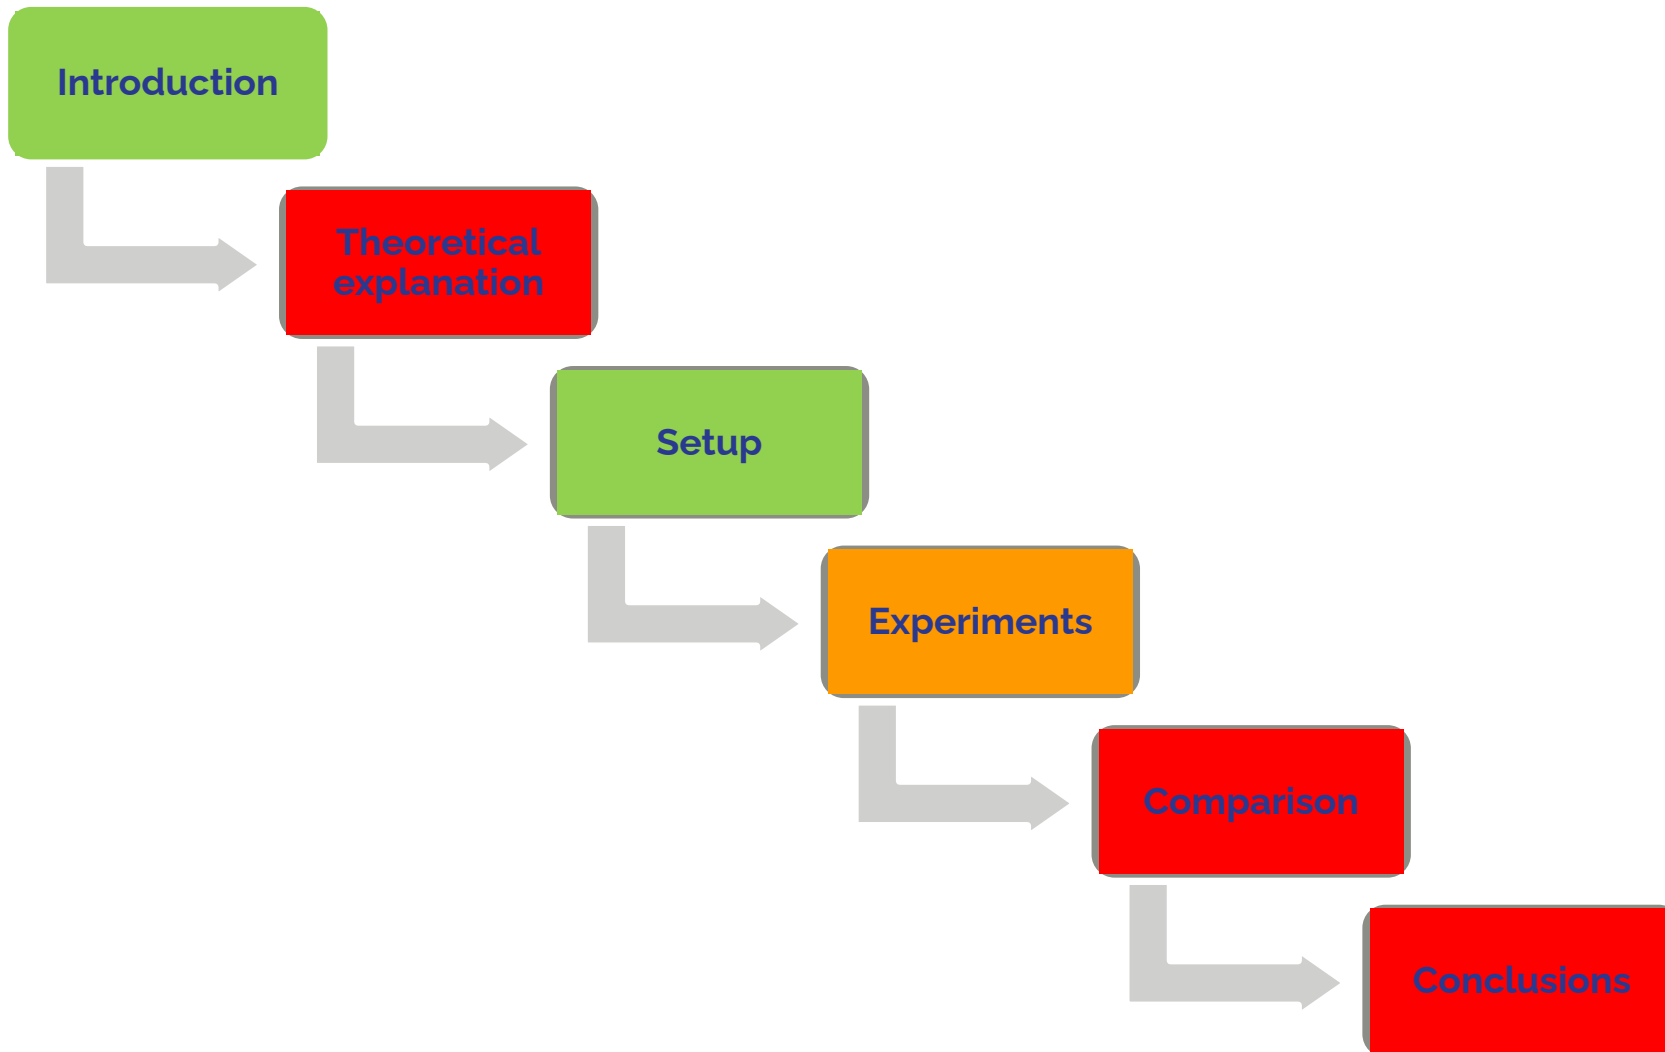 Introduction
Theoretical
explanation
Setup
Experiments
Comparison
Conclusions